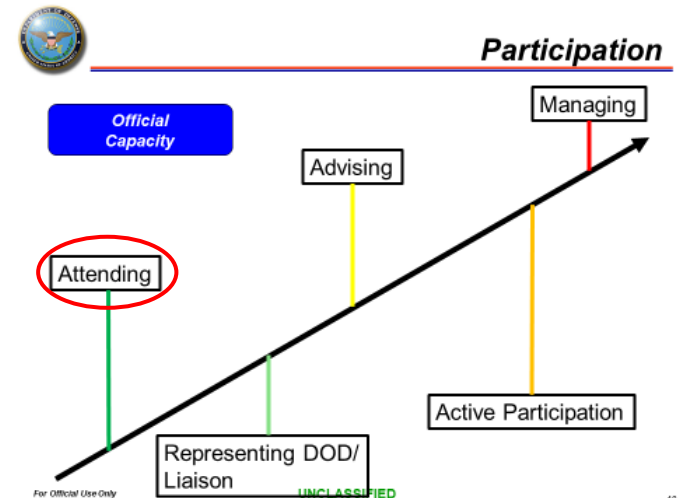 Participation
Official
Capacity
Managing
Advising
Attending
Active Participation
Representing DOD/
Liaison
For Official Use Only
UNCLASSIFIED